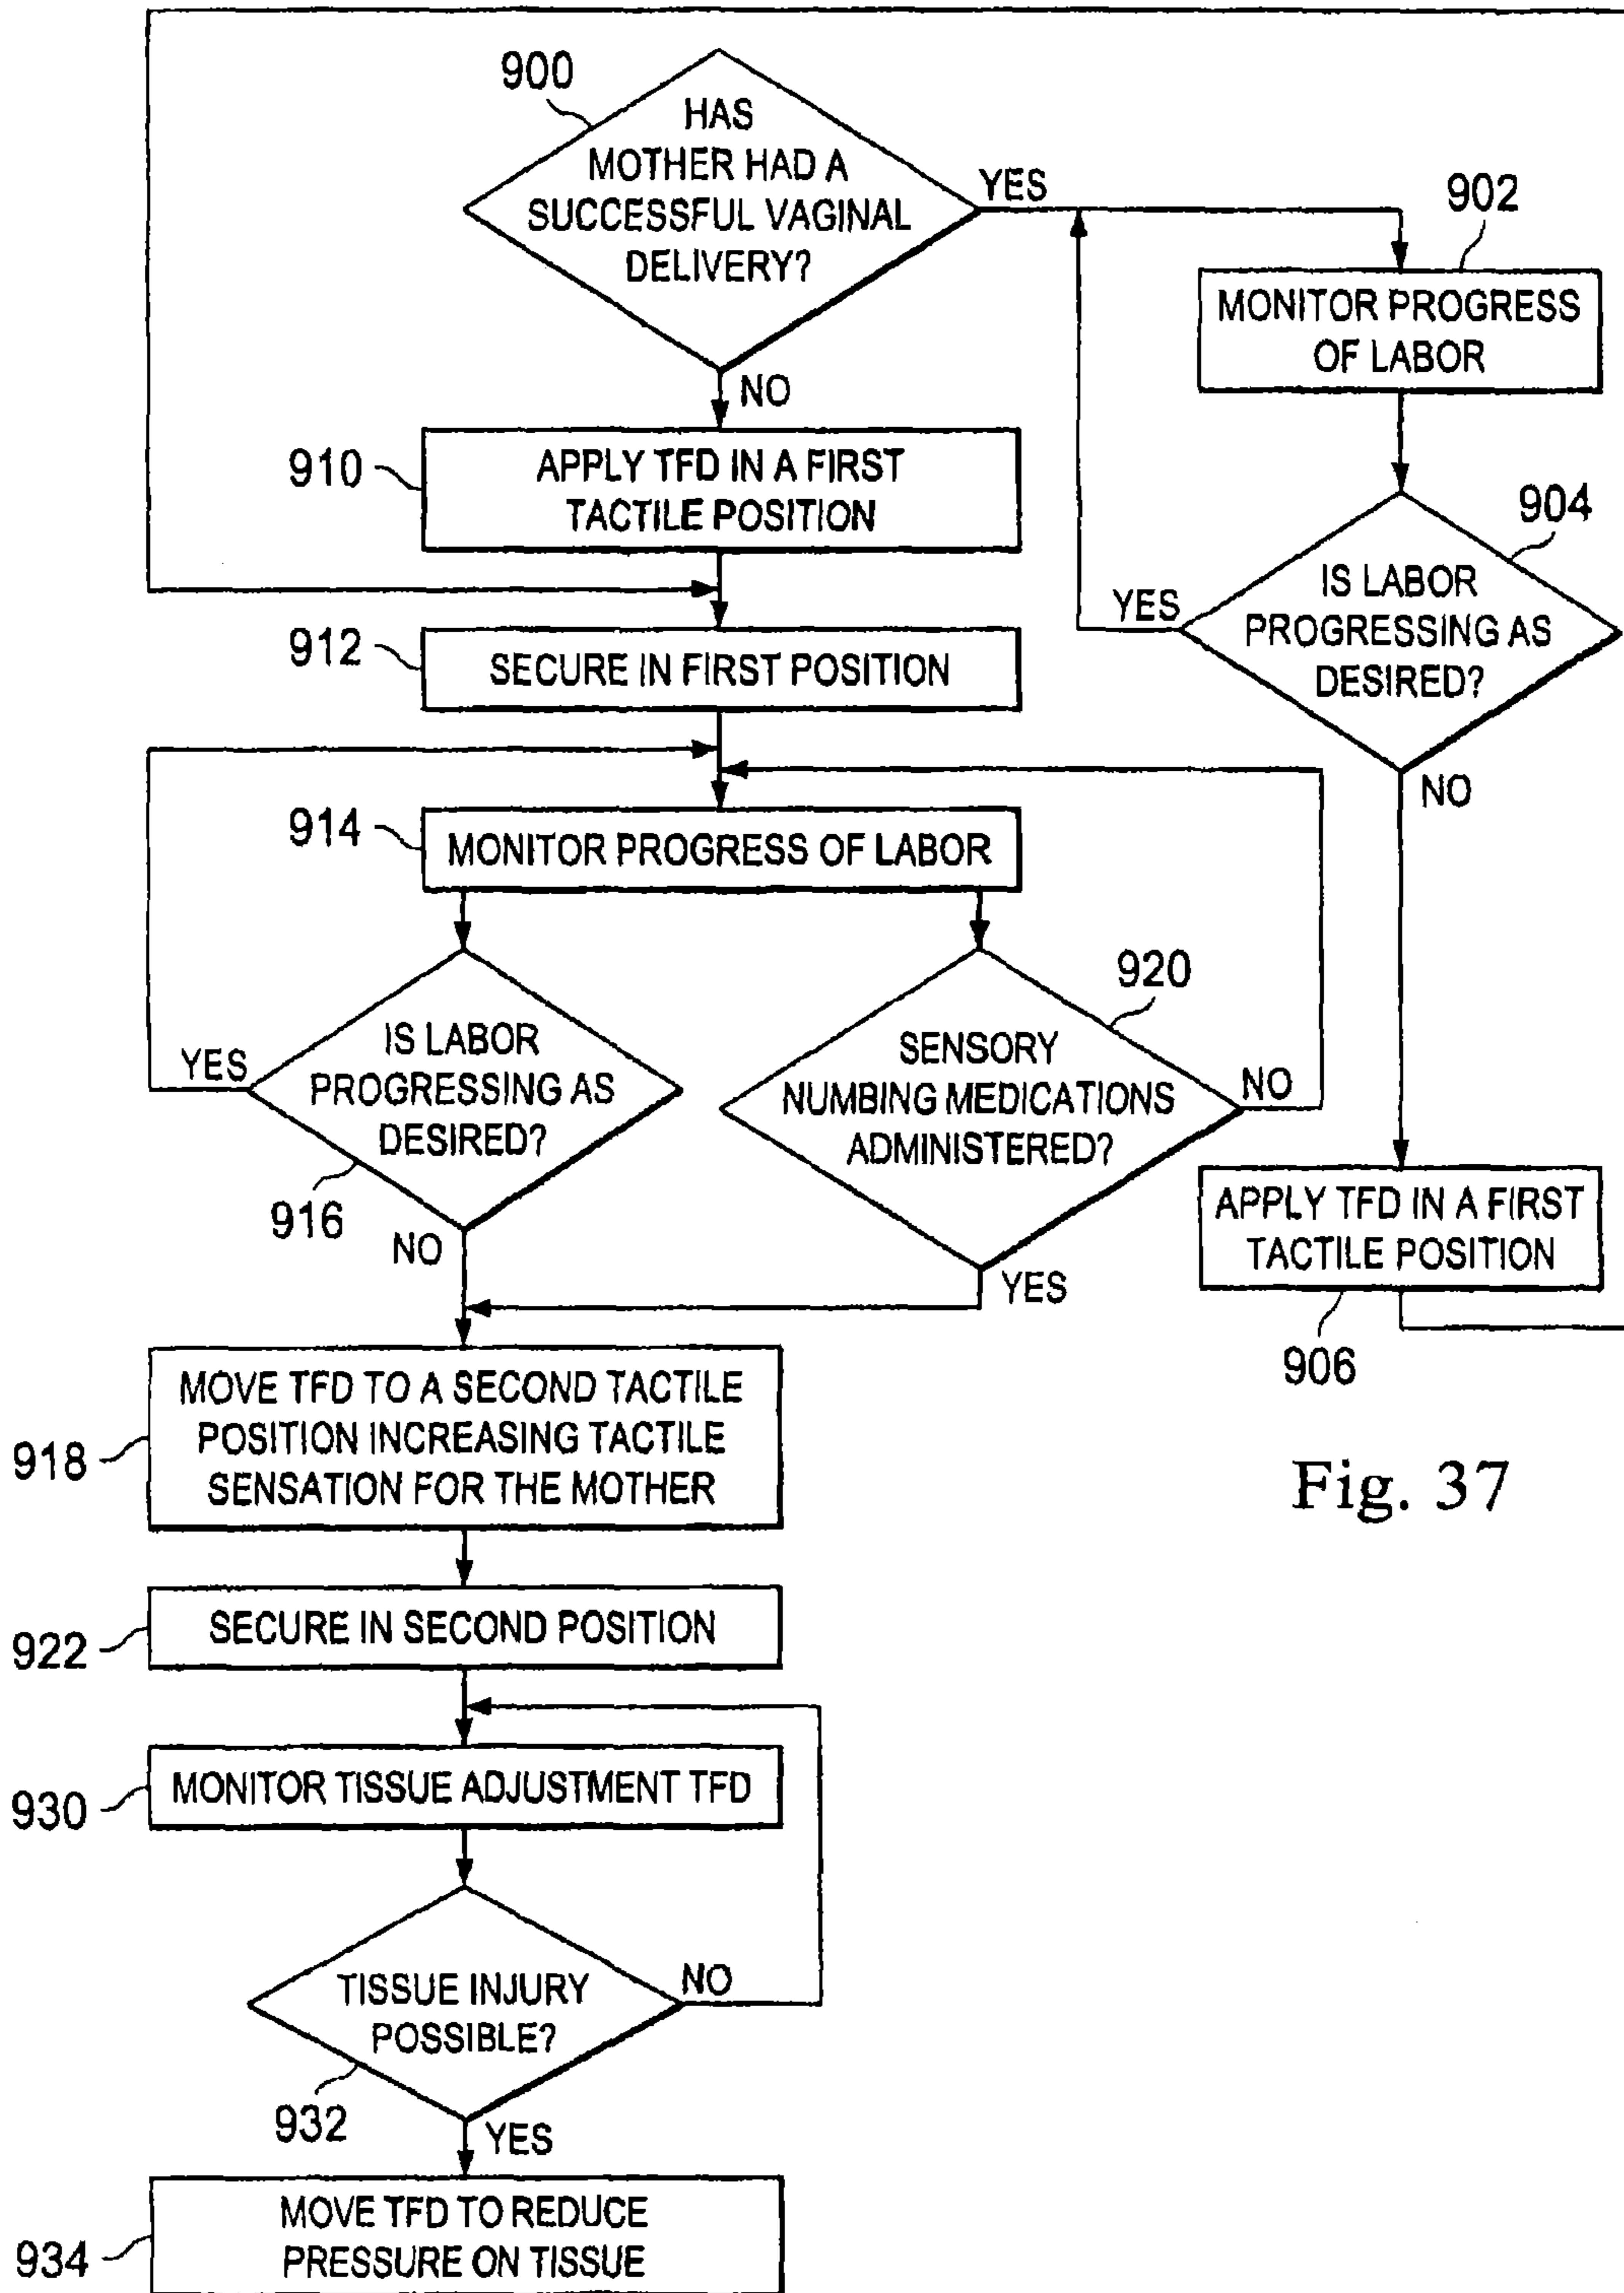 900
HAS
MOTHER HAD A
SUCCESSFUL VAGINAL
DELIVERY?
YES
NO
902
MONITOR PROGRESS
OF LABOR
904
IS LABOR
PROGRESSING AS
DESIRED?
YES
NO
906
APPLY TFD IN A FIRST
TACTILE POSITION
910
APPLY TFD IN A FIRST
TACTILE POSITION
912
SECURE IN FIRST POSITION
914
MONITOR PROGRESS OF LABOR
916
IS LABOR
PROGRESSING AS
DESIRED?
YES
NO
920
SENSORY
NUMBING MEDICATIONS
ADMINISTERED?
NO
YES
918
MOVE TFD TO A SECOND TACTILE
POSITION INCREASING TACTILE
SENSATION FOR THE MOTHER
922
SECURE IN SECOND POSITION
930
MONITOR TISSUE ADJUSTMENT TFD
932
TISSUE INJURY
POSSIBLE?
NO
YES
934
MOVE TFD TO REDUCE
PRESSURE ON TISSUE
Fig. 37